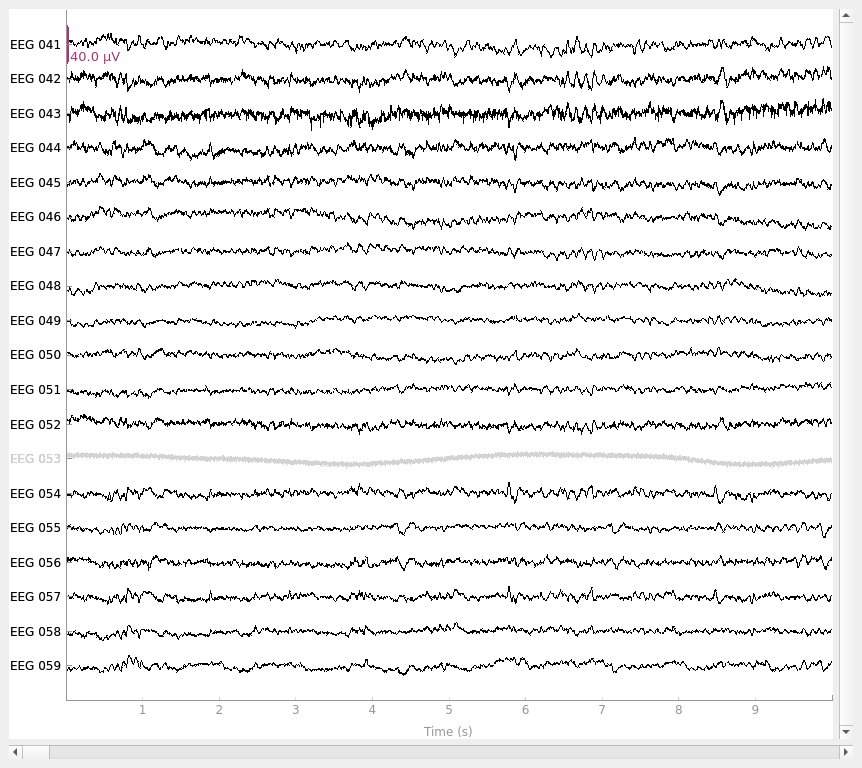 EEG 041
40.0 µV
EEG 042
EEG 043
EEG 044
EEG 045
EEG 046
EEG 047
EEG 048
EEG 049
EEG 050
EEG 051
EEG 052
EEG 053
EEG 054
EEG 055
EEG 056
EEG 057
EEG 058
EEG 059
1 2 3 4 5 6 7 8 9
Time (s)